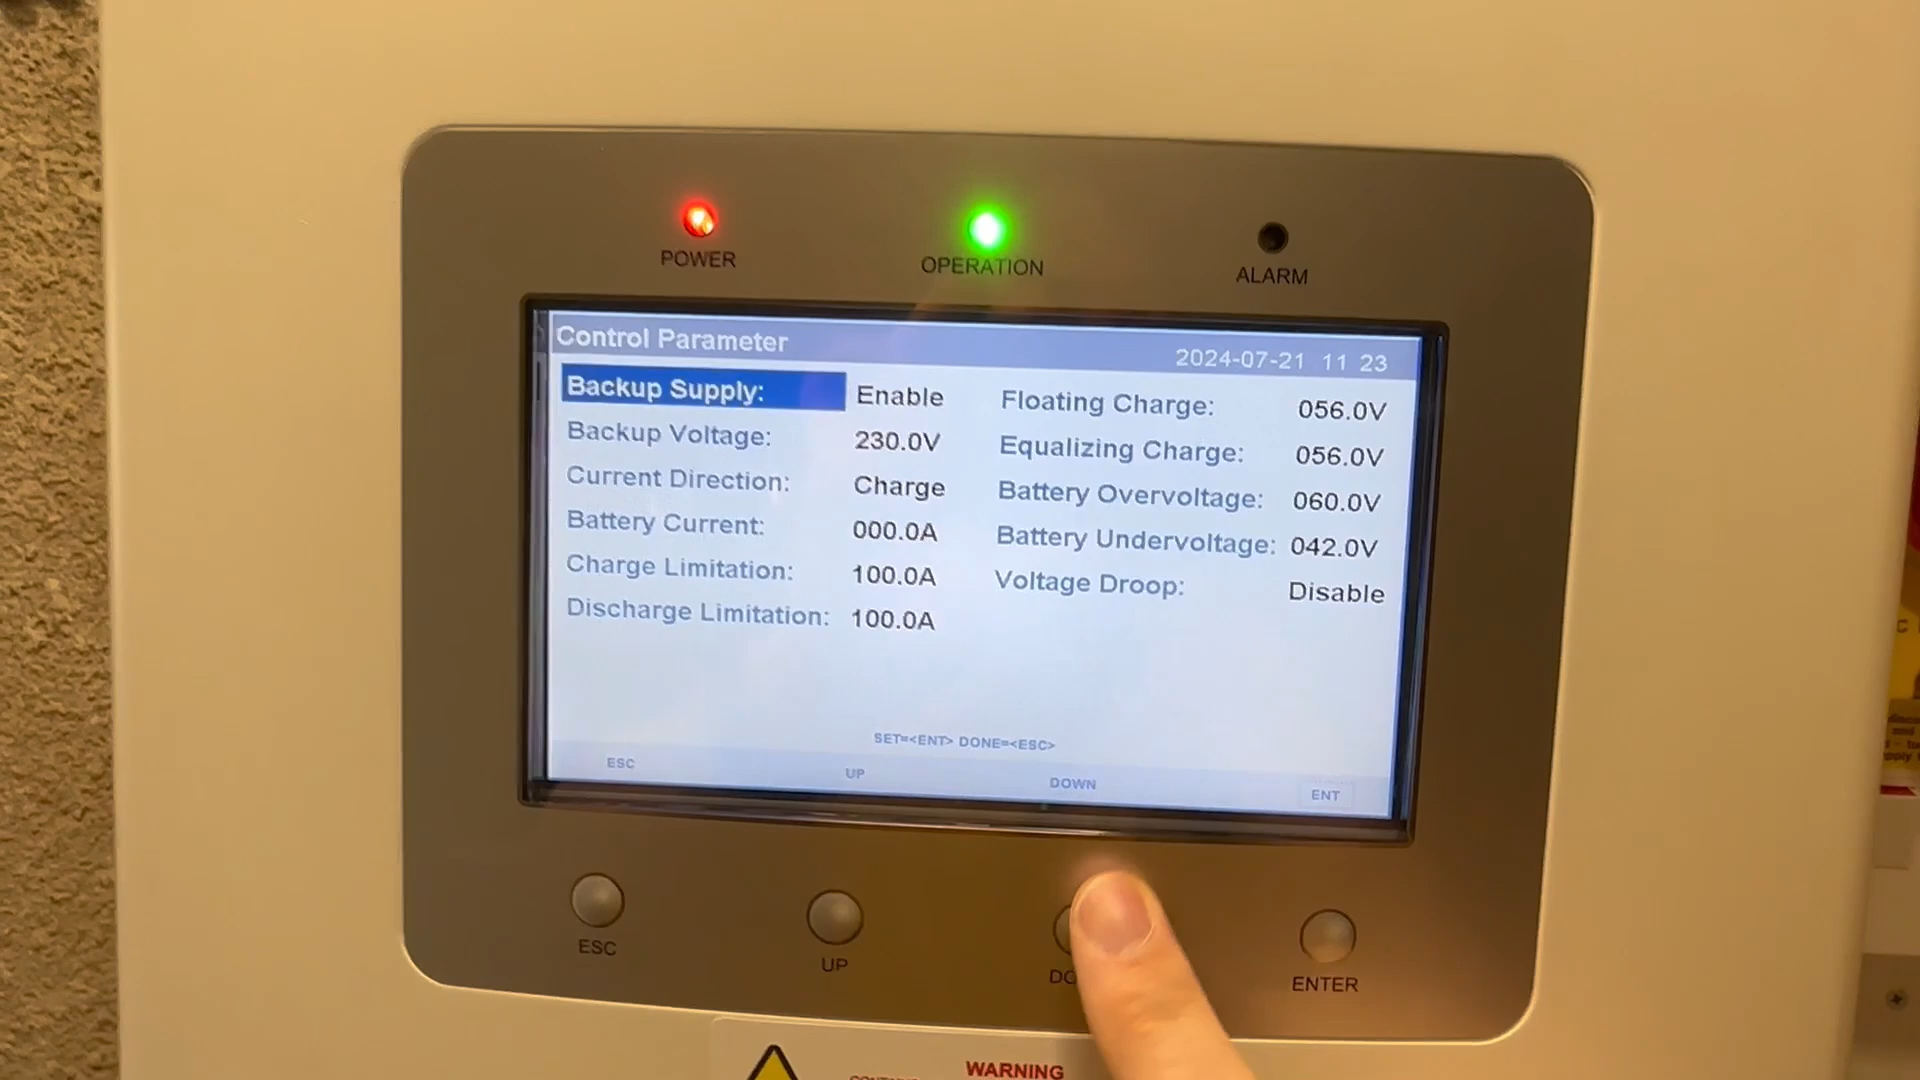 POWER
OPERATION
ALARM
Control Parameter
2024-07-21 11 23
Backup Supply: Enable
Floating Charge: 056.0V
Backup Voltage: 230.0V
Equalizing Charge: 056.0V
Current Direction: Charge
Battery Overvoltage: 060.0V
Battery Current: 000.0A
Battery Undervoltage: 042.0V
Charge Limitation: 100.0A
Voltage Droop: Disable
Discharge Limitation: 100.0A
SET=<ENT> DONE=<ESC>
ESC UP DOWN ENT
ESC
UP
DO
ENTER
WARNING